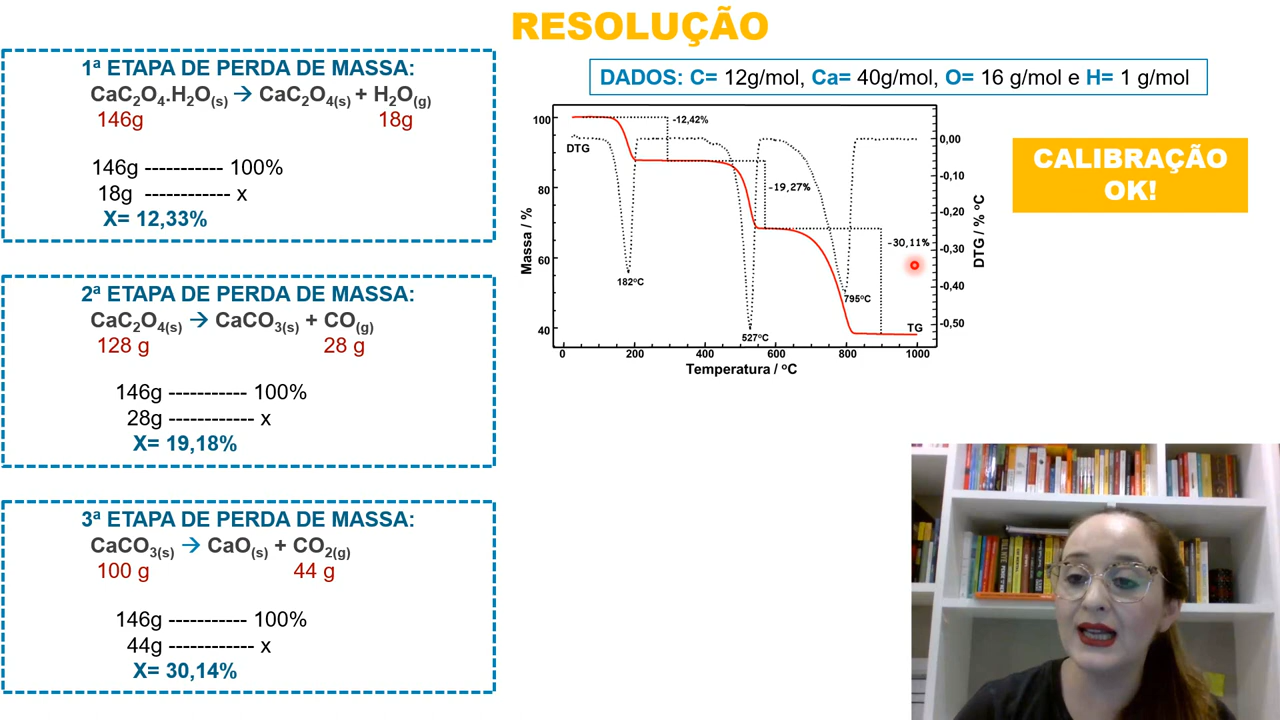 RESOLUÇÃO
1ª ETAPA DE PERDA DE MASSA:
CaC2O4.H2O(s) → CaC2O4(s) + H2O(g)
146g 18g
146g ----------- 100%
18g ------------ x
X= 12,33%
2ª ETAPA DE PERDA DE MASSA:
CaC2O4(s) → CaCO3(s) + CO(g)
128 g 28 g
146g ----------- 100%
28g ------------ x
X= 19,18%
3ª ETAPA DE PERDA DE MASSA:
CaCO3(s) → CaO(s) + CO2(g)
100 g 44 g
146g ----------- 100%
44g ------------ x
X= 30,14%
DADOS: C= 12g/mol, Ca= 40g/mol, O= 16 g/mol e H= 1 g/mol
100
80
60
40
Massa / %
DTG
-12,42%
-19,27%
-30,11%
182ºC
527ºC
795ºC
TG
0,00
-0,10
-0,20
-0,30
-0,40
-0,50
DTG / % ºC
0 200 400 600 800 1000
Temperatura / ºC
CALIBRAÇÃO
OK!